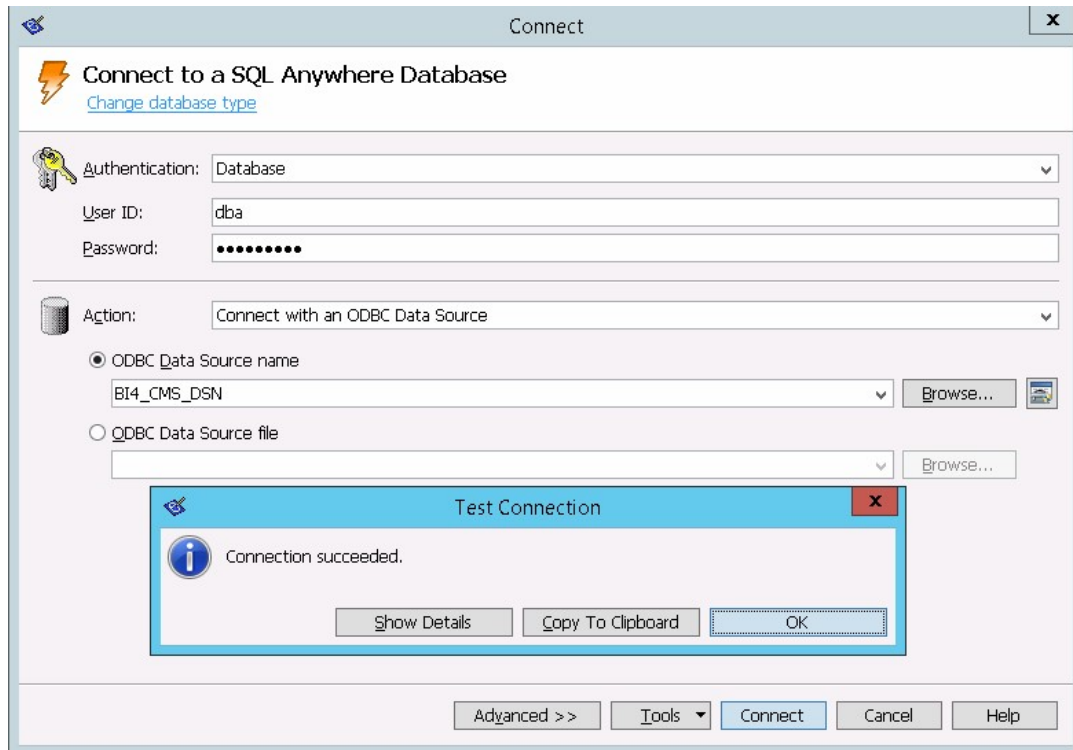 Connect
x
Connect to a SQL Anywhere Database
Change database type
Authentication: Database
User ID: dba
Password: •••••••••
Action: Connect with an ODBC Data Source
ODBC Data Source name
BI4_CMS_DSN Browse...
ODBC Data Source file
Browse...
Test Connection
x
Connection succeeded.
Show Details Copy To Clipboard OK
Advanced >> Tools Connect Cancel Help